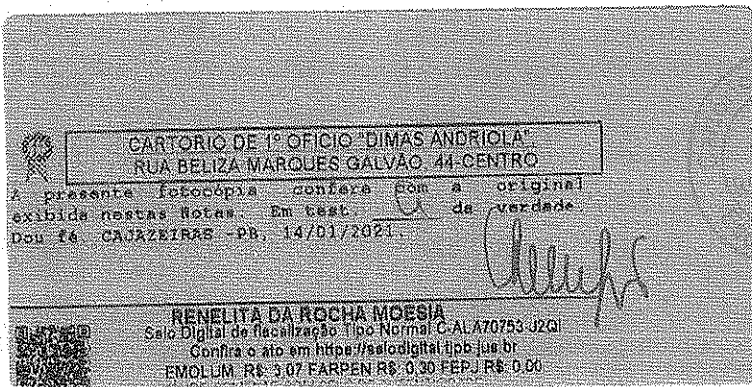 CARTORIO DE 1º OFICIO "DIMAS ANDRIOLA"
RUA BELIZA MARQUES GALVÃO, 44-CENTRO
A presente fotocópia confere com a original
exibida nestas Notas. Em test. da verdade.
Dou fé. CAJAZEIRAS -PB, 14/01/2021.
RENELITA DA ROCHA MOESIA
Selo Digital de fiscalização Tipo Normal C-ALA70753-J2QI
Confira o ato em https://selodigital.tjpb.jus.br
EMOLUM. R$: 3,07 FARPEN R$: 0,30 FEPJ R$: 0,00